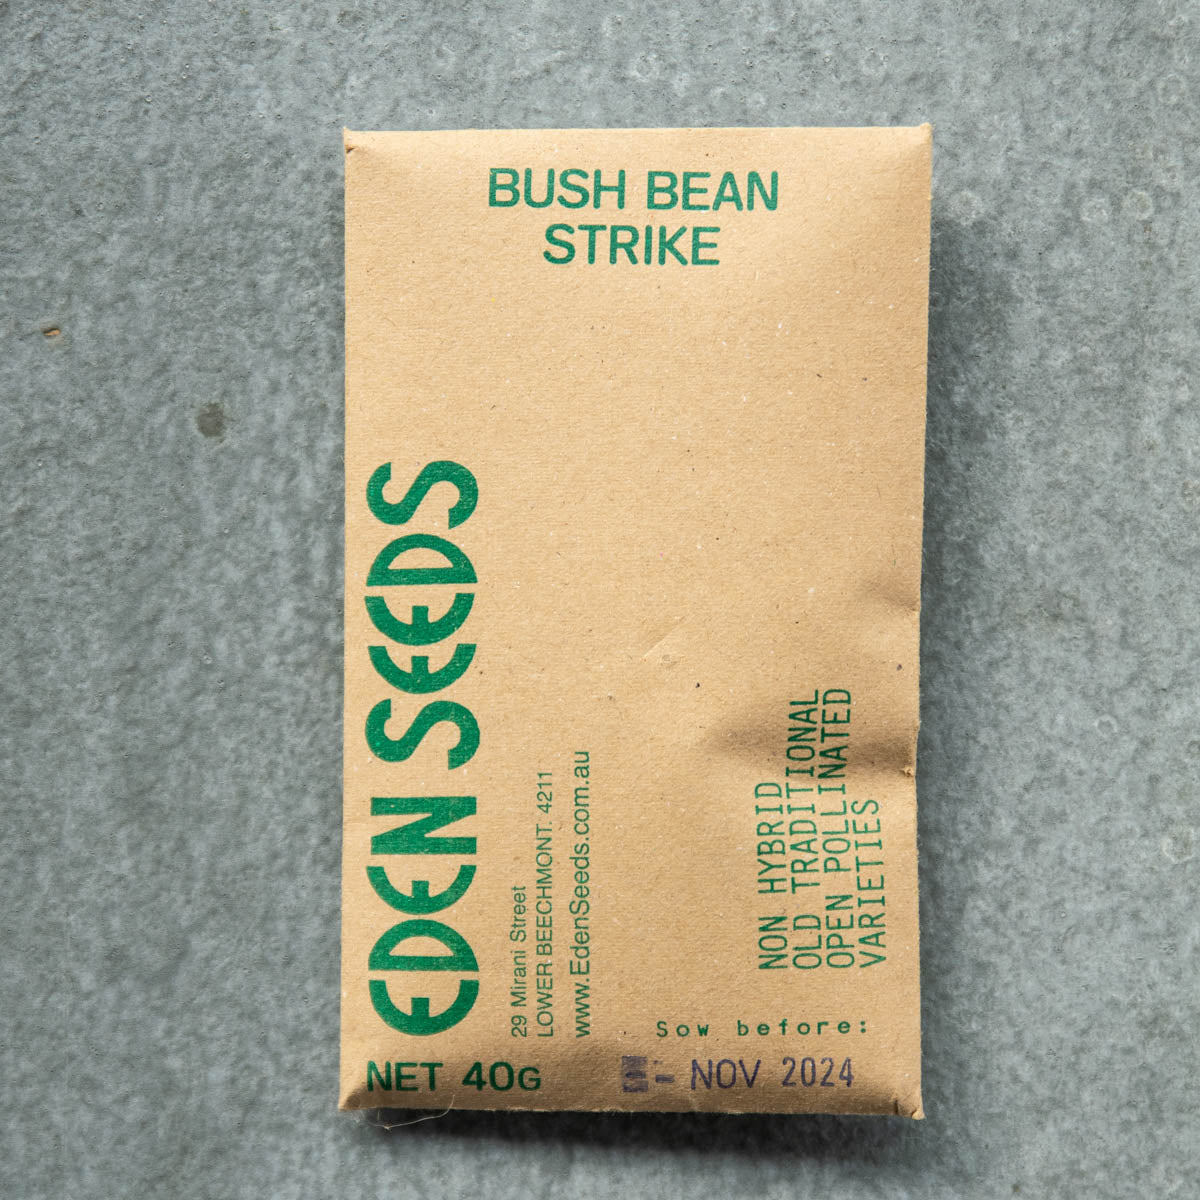 BUSH BEAN
STRIKE
EDEN SEEDS
29 Mirani Street
LOWER BEECHMONT. 4211
www.EdenSeeds.com.au
NON HYBRID
OLD TRADITIONAL
OPEN POLLINATED
VARIETIES
Sow before:
NOV 2024
NET 40G